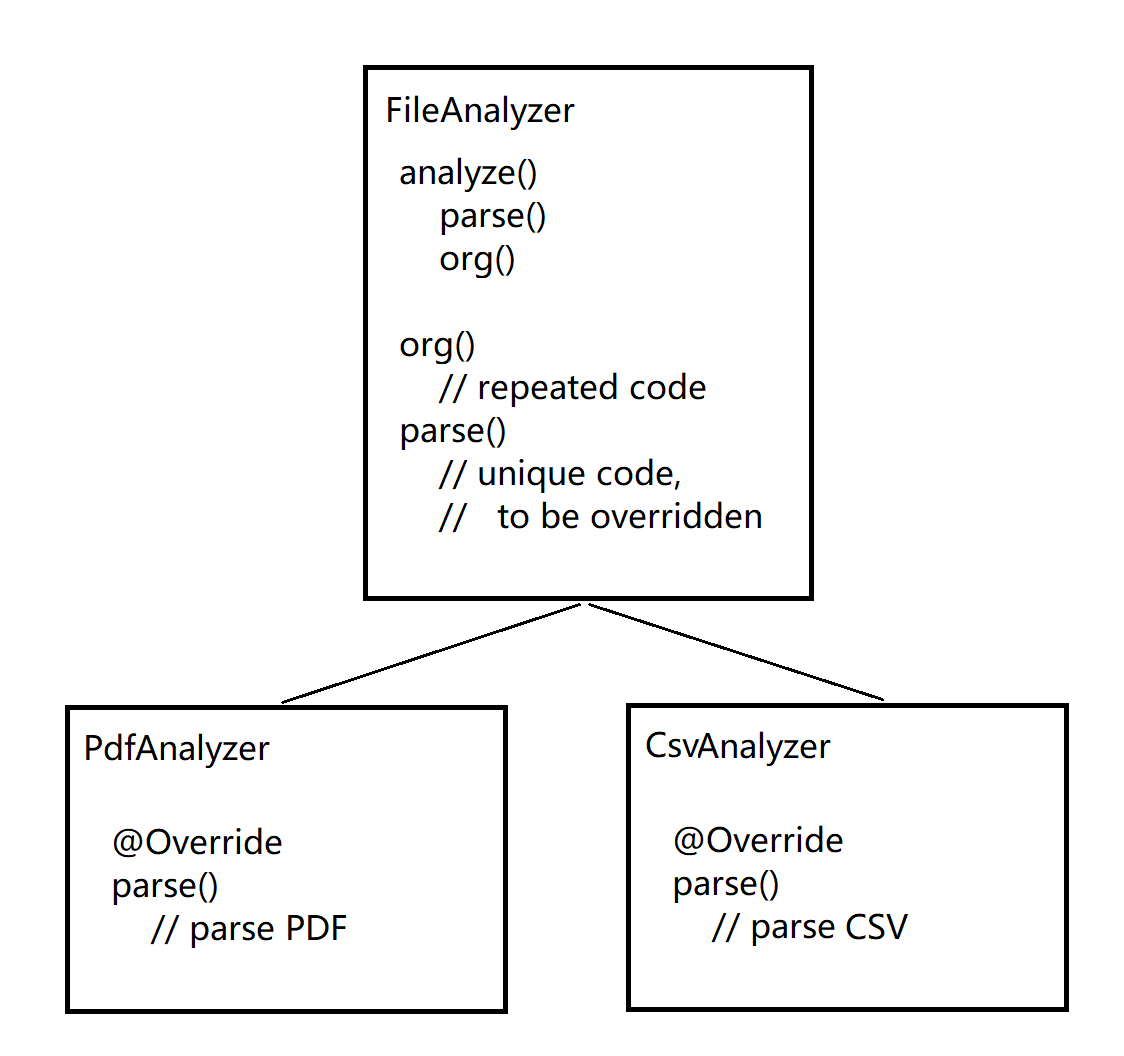 FileAnalyzer
analyze()
parse()
org()
org()
// repeated code
parse()
// unique code,
// to be overridden
PdfAnalyzer
@Override
parse()
// parse PDF
CsvAnalyzer
@Override
parse()
// parse CSV